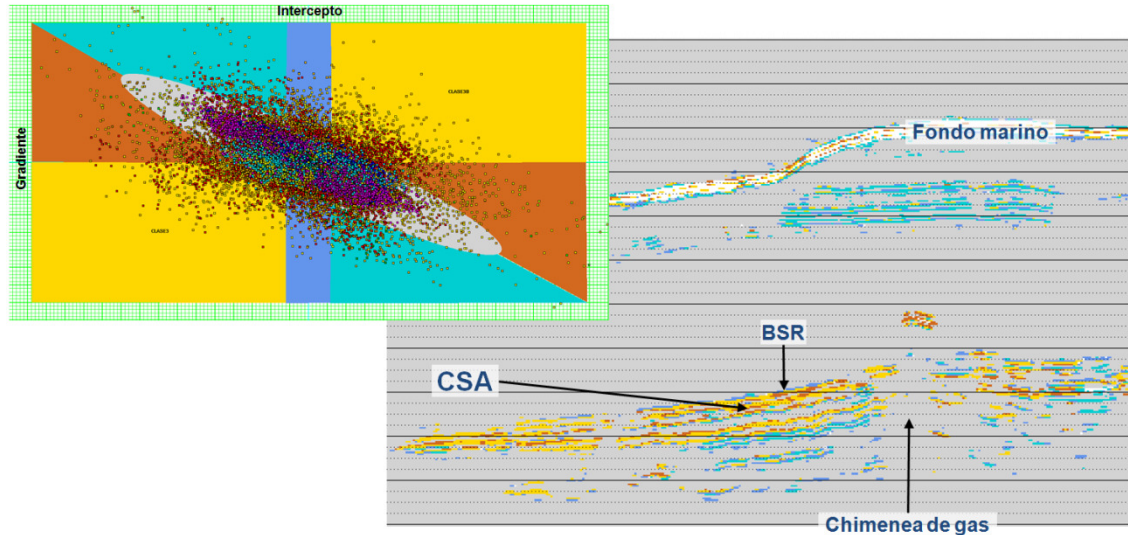 Intercepto
Gradiente
CLASE3B
CLASE3
Fondo marino
BSR
CSA
Chimenea de gas